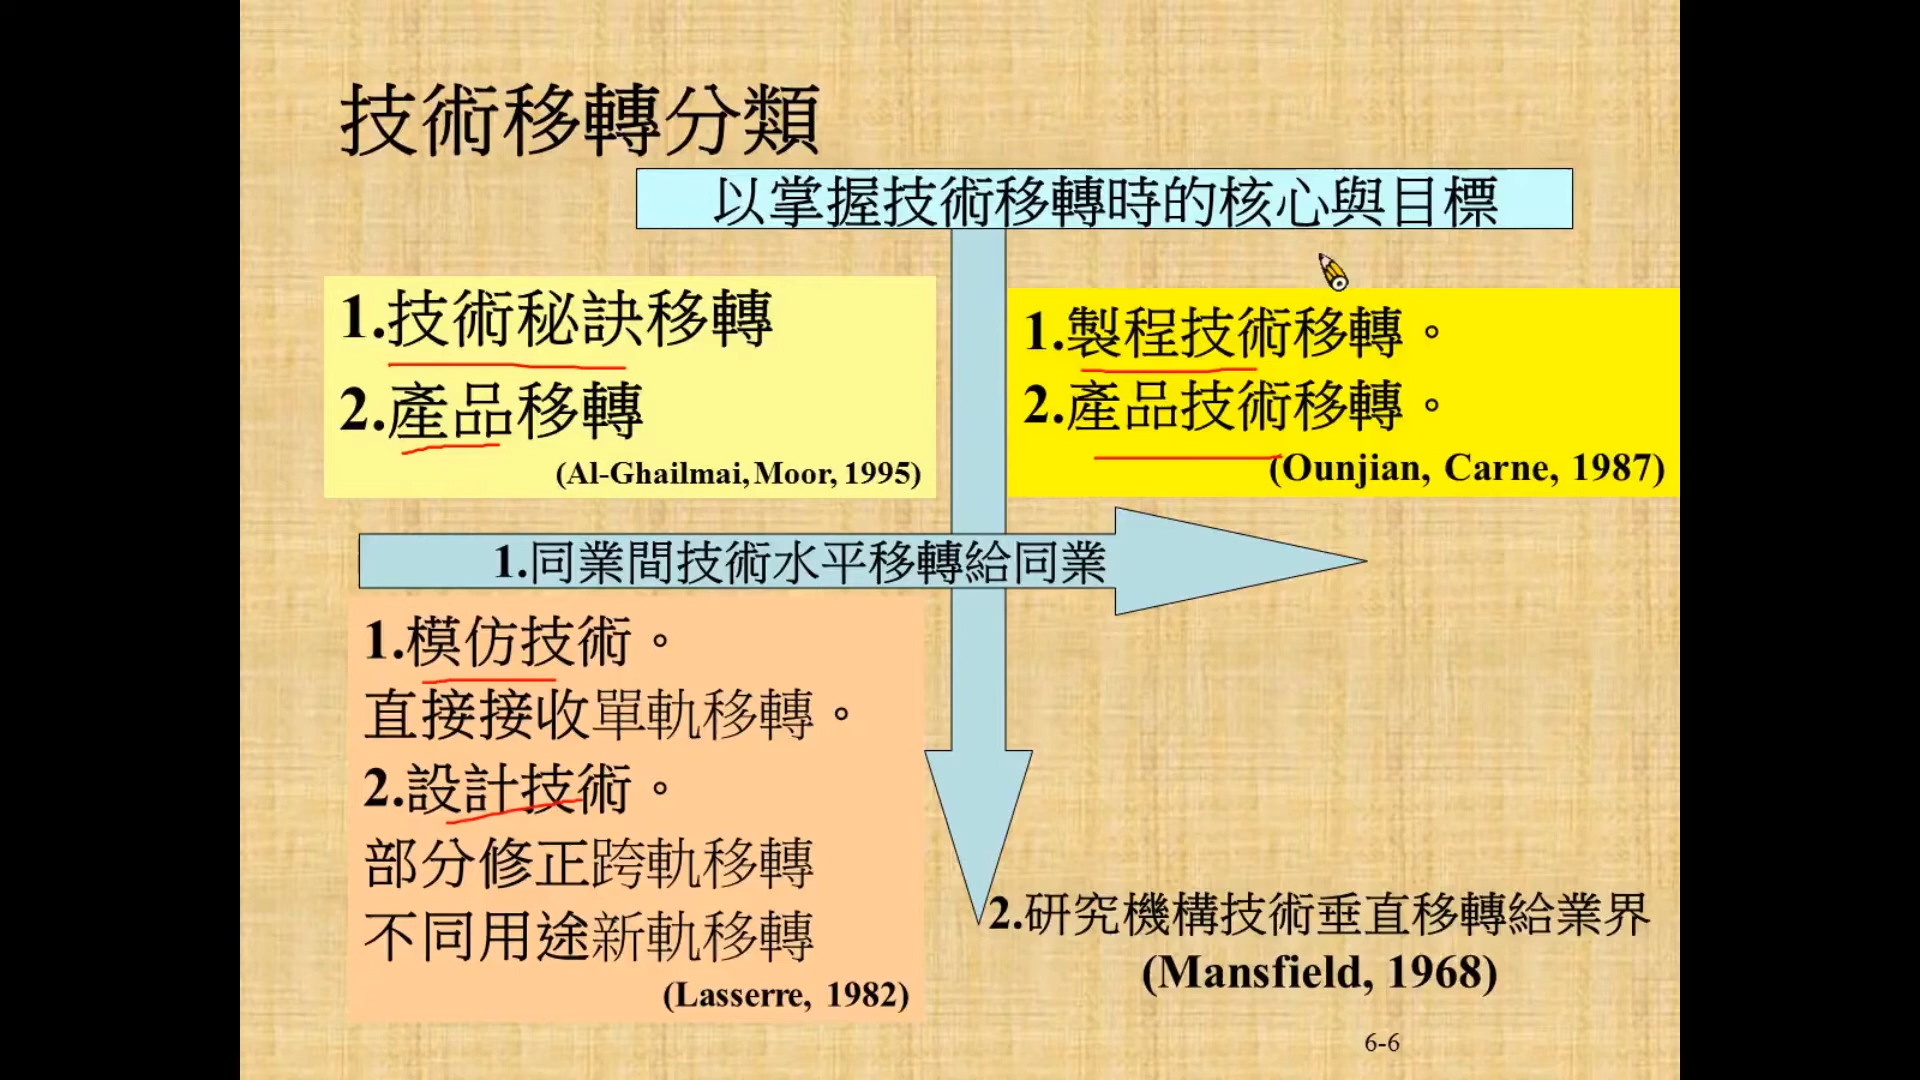 技術移轉分類
以掌握技術移轉時的核心與目標
1.技術秘訣移轉
2.產品移轉
(Al-Ghailmai, Moor, 1995)
1.製程技術移轉。
2.產品技術移轉。
(Ounjian, Carne, 1987)
1.同業間技術水平移轉給同業
1.模仿技術。
直接接收單軌移轉。
2.設計技術。
部分修正跨軌移轉
不同用途新軌移轉
(Lasserre, 1982)
2.研究機構技術垂直移轉給業界
(Mansfield, 1968)
6-6